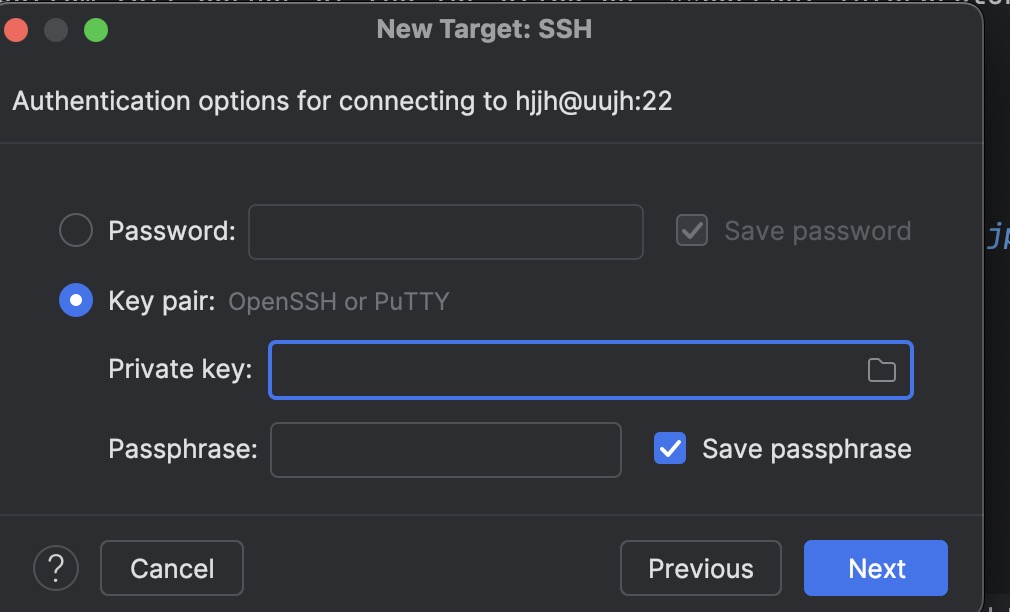 New Target: SSH
Authentication options for connecting to hjjh@uujh:22
Password: Save password
Key pair: OpenSSH or PuTTY
Private key:
Passphrase: Save passphrase
? Cancel Previous Next